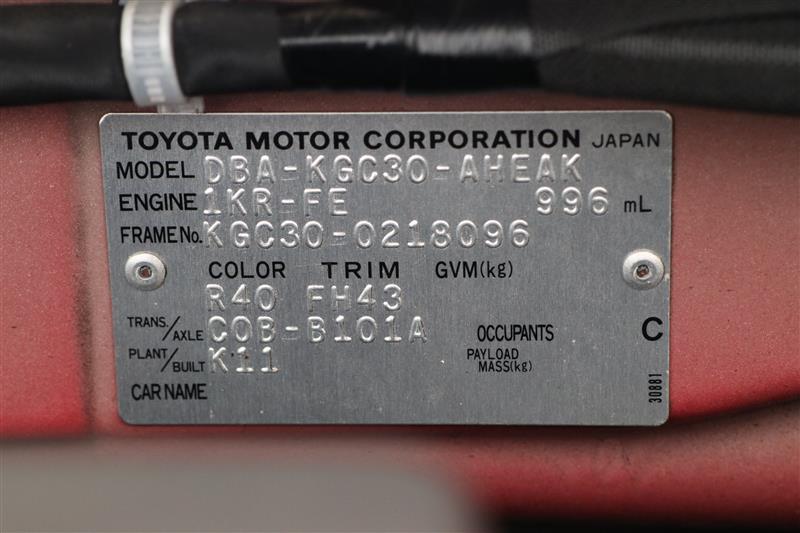 TOYOTA MOTOR CORPORATION JAPAN
MODEL DBA-KGC30-AHEAK
ENGINE 1KR-FE 996 mL
FRAME No. KGC30-0218096
COLOR TRIM GVM(kg)
R40 FH43
TRANS./AXLE C0B-B101A OCCUPANTS C
PLANT/BUILT K11 PAYLOAD MASS(kg)
CAR NAME
30881